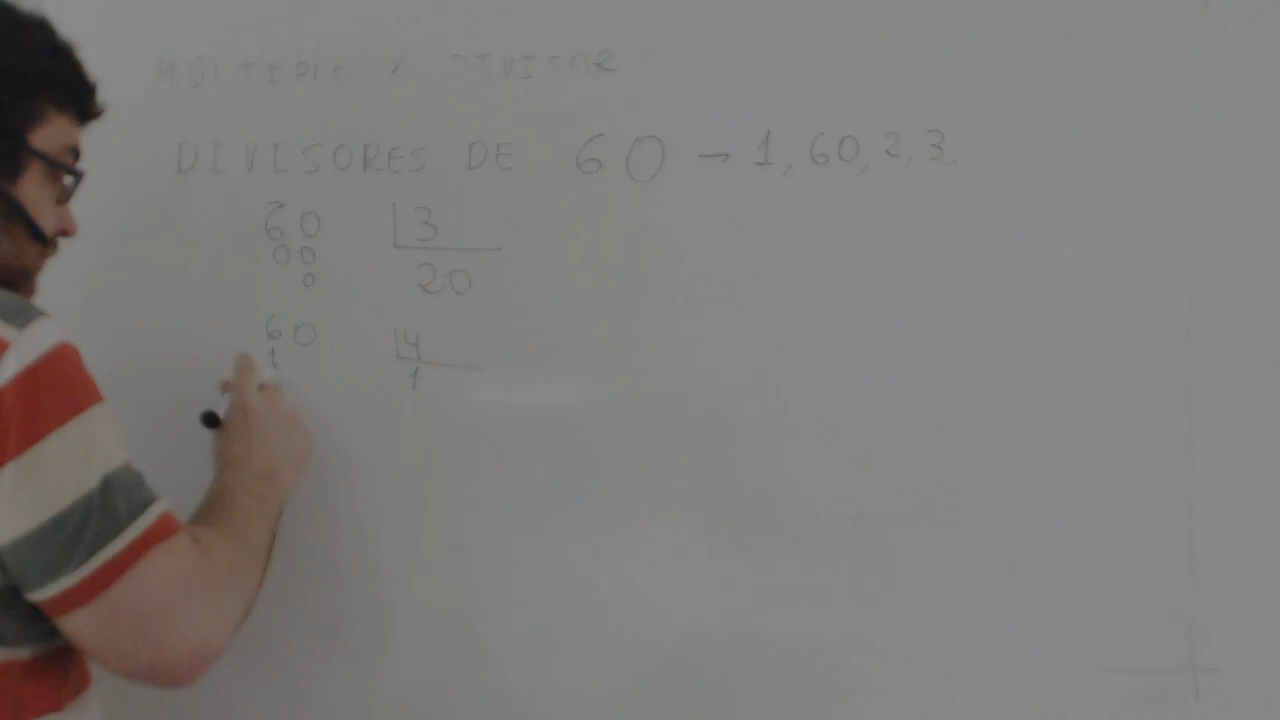 MÚLTIPLO / DIVISOR
DIVISORES DE 60 → 1, 60, 2, 3.
60 |3
00 20
0
60 |4
1 1